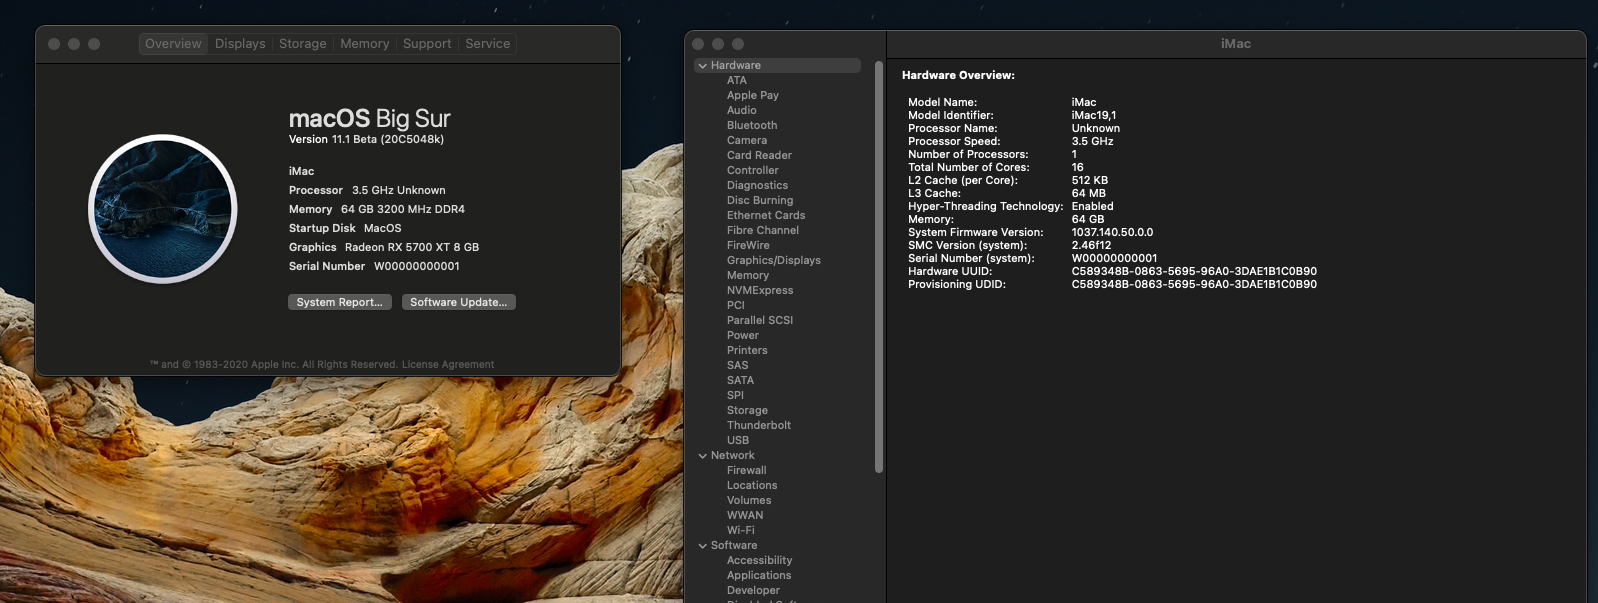 Overview Displays Storage Memory Support Service
macOS Big Sur
Version 11.1 Beta (20C5048k)
iMac
Processor 3.5 GHz Unknown
Memory 64 GB 3200 MHz DDR4
Startup Disk MacOS
Graphics Radeon RX 5700 XT 8 GB
Serial Number W00000000001
System Report... Software Update...
™ and © 1983-2020 Apple Inc. All Rights Reserved. License Agreement
iMac
Hardware
ATA
Apple Pay
Audio
Bluetooth
Camera
Card Reader
Controller
Diagnostics
Disc Burning
Ethernet Cards
Fibre Channel
FireWire
Graphics/Displays
Memory
NVMExpress
PCI
Parallel SCSI
Power
Printers
SAS
SATA
SPI
Storage
Thunderbolt
USB
Network
Firewall
Locations
Volumes
WWAN
Wi-Fi
Software
Accessibility
Applications
Developer
Hardware Overview:
Model Name: iMac
Model Identifier: iMac19,1
Processor Name: Unknown
Processor Speed: 3.5 GHz
Number of Processors: 1
Total Number of Cores: 16
L2 Cache (per Core): 512 KB
L3 Cache: 64 MB
Hyper-Threading Technology: Enabled
Memory: 64 GB
System Firmware Version: 1037.140.50.0.0
SMC Version (system): 2.46f12
Serial Number (system): W00000000001
Hardware UUID: C589348B-0863-5695-96A0-3DAE1B1C0B90
Provisioning UDID: C589348B-0863-5695-96A0-3DAE1B1C0B90